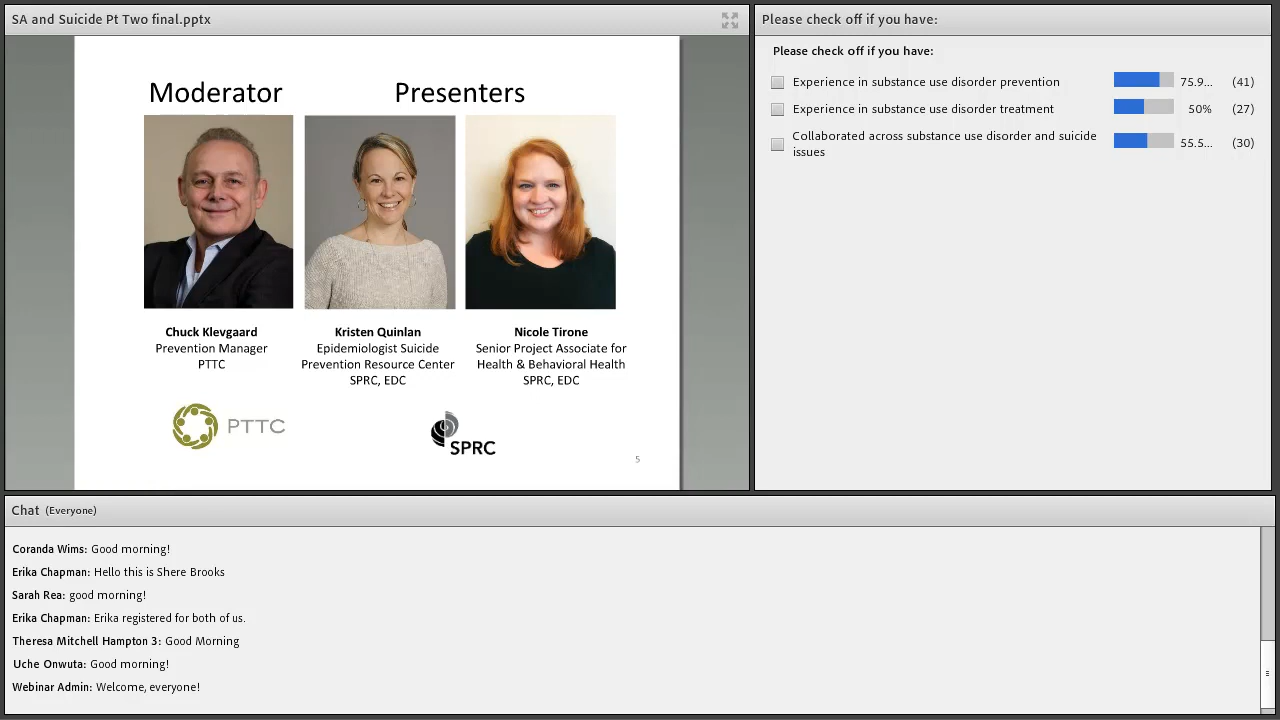 SA and Suicide Pt Two final.pptx
Moderator
Presenters
Chuck Klevgaard
Prevention Manager
PTTC
Kristen Quinlan
Epidemiologist Suicide
Prevention Resource Center
SPRC, EDC
Nicole Tirone
Senior Project Associate for
Health & Behavioral Health
SPRC, EDC
PTTC
SPRC
5
Please check off if you have:
Please check off if you have:
Experience in substance use disorder prevention 75.9... (41)
Experience in substance use disorder treatment 50% (27)
Collaborated across substance use disorder and suicide
issues 55.5... (30)
Chat (Everyone)
Coranda Wims: Good morning!
Erika Chapman: Hello this is Shere Brooks
Sarah Rea: good morning!
Erika Chapman: Erika registered for both of us.
Theresa Mitchell Hampton 3: Good Morning
Uche Onwuta: Good morning!
Webinar Admin: Welcome, everyone!